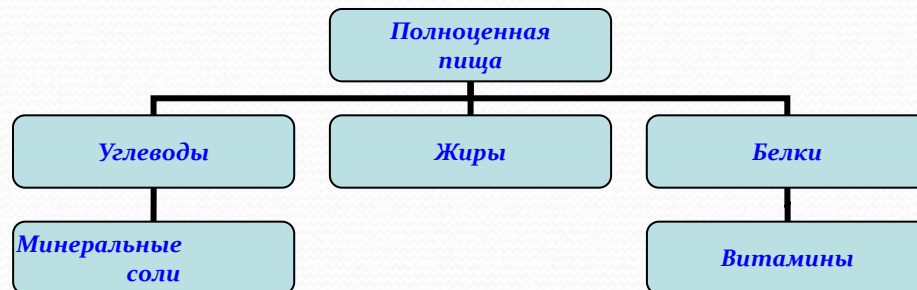 Полноценная
пища
Углеводы
Жиры
Белки
Минеральные
соли
Витамины